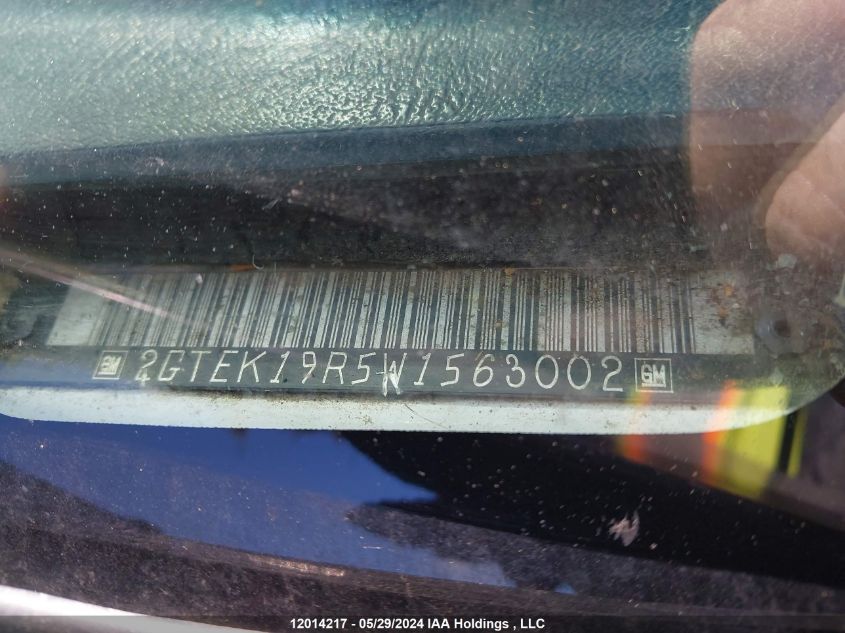 GM 2GTEK19R5W1563002 GM
12014217 - 05/29/2024 IAA Holdings , LLC